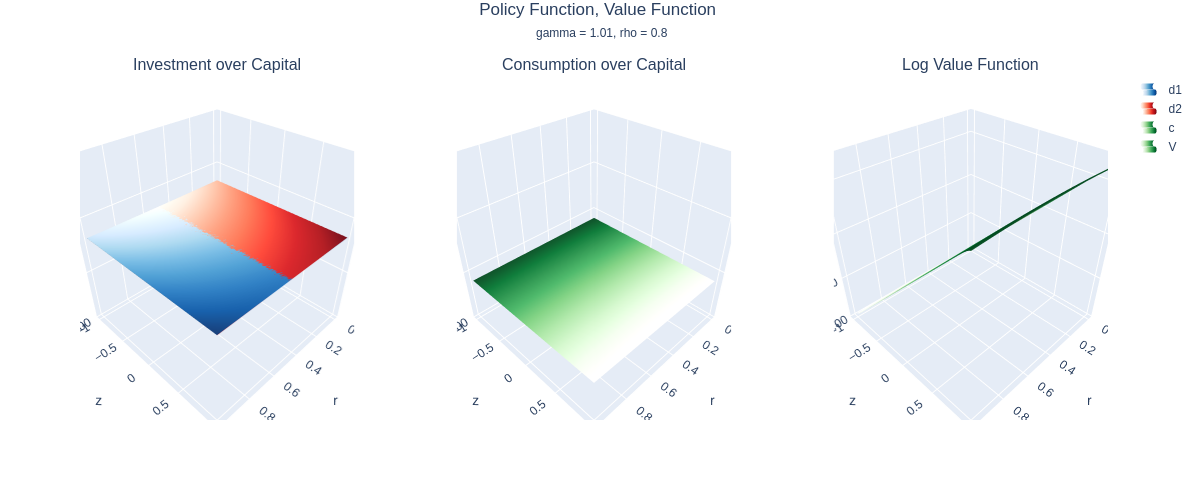 Policy Function, Value Function
gamma = 1.01, rho = 0.8
Investment over Capital
Consumption over Capital
Log Value Function
d1
d2
c
V
−0.5
0
0.5
z
0
0.2
0.4
0.6
0.8
r
−0.5
0
0.5
z
0
0.2
0.4
0.6
0.8
r
−0.5
0
0.5
z
0
0.2
0.4
0.6
0.8
r